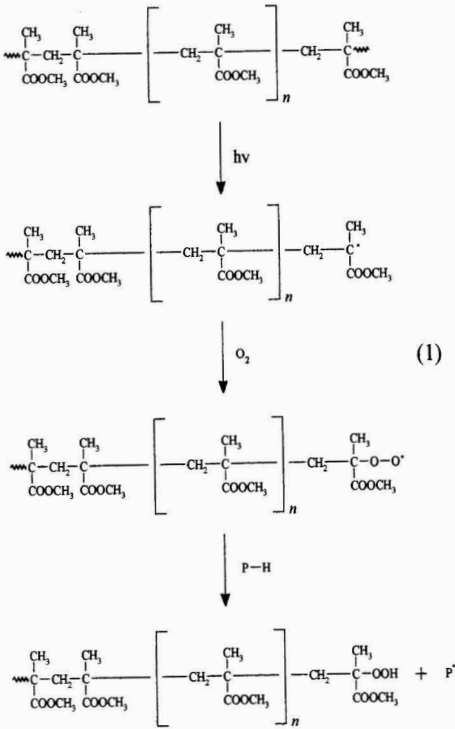 CH₃ CH₃ CH₃ CH₃
C—CH₂—C CH₂—C CH₂—C
COOCH₃ COOCH₃ COOCH₃ COOCH₃
n
hν
CH₃ CH₃ CH₃ CH₃
C—CH₂—C CH₂—C CH₂—C·
COOCH₃ COOCH₃ COOCH₃ COOCH₃
n
O₂ (1)
CH₃ CH₃ CH₃ CH₃
C—CH₂—C CH₂—C CH₂—C—O—O•
COOCH₃ COOCH₃ COOCH₃ COOCH₃
n
P—H
CH₃ CH₃ CH₃ CH₃
C—CH₂—C CH₂—C CH₂—C—OOH + P•
COOCH₃ COOCH₃ COOCH₃ COOCH₃
n